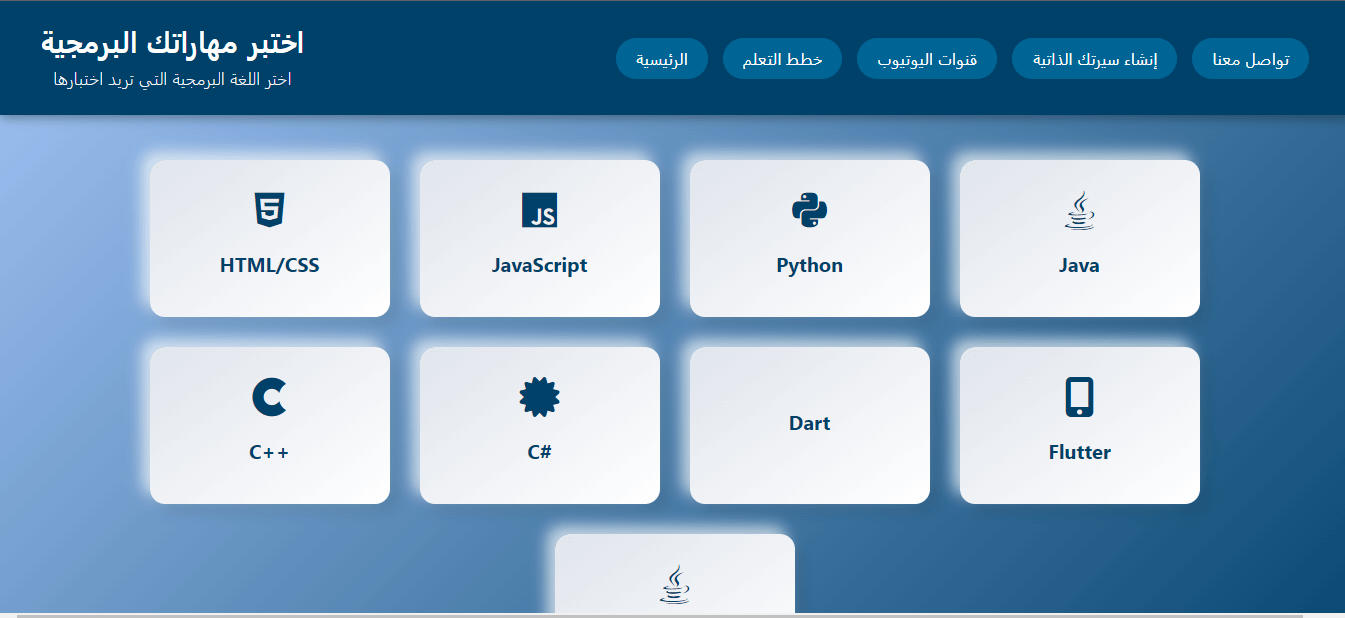 اختبر مهاراتك البرمجية
اختر اللغة البرمجية التي تريد اختبارها
الرئيسية
خطط التعلم
قنوات اليوتيوب
إنشاء سيرتك الذاتية
تواصل معنا
HTML/CSS
JS
JavaScript
Python
Java
C++
C#
Dart
Flutter